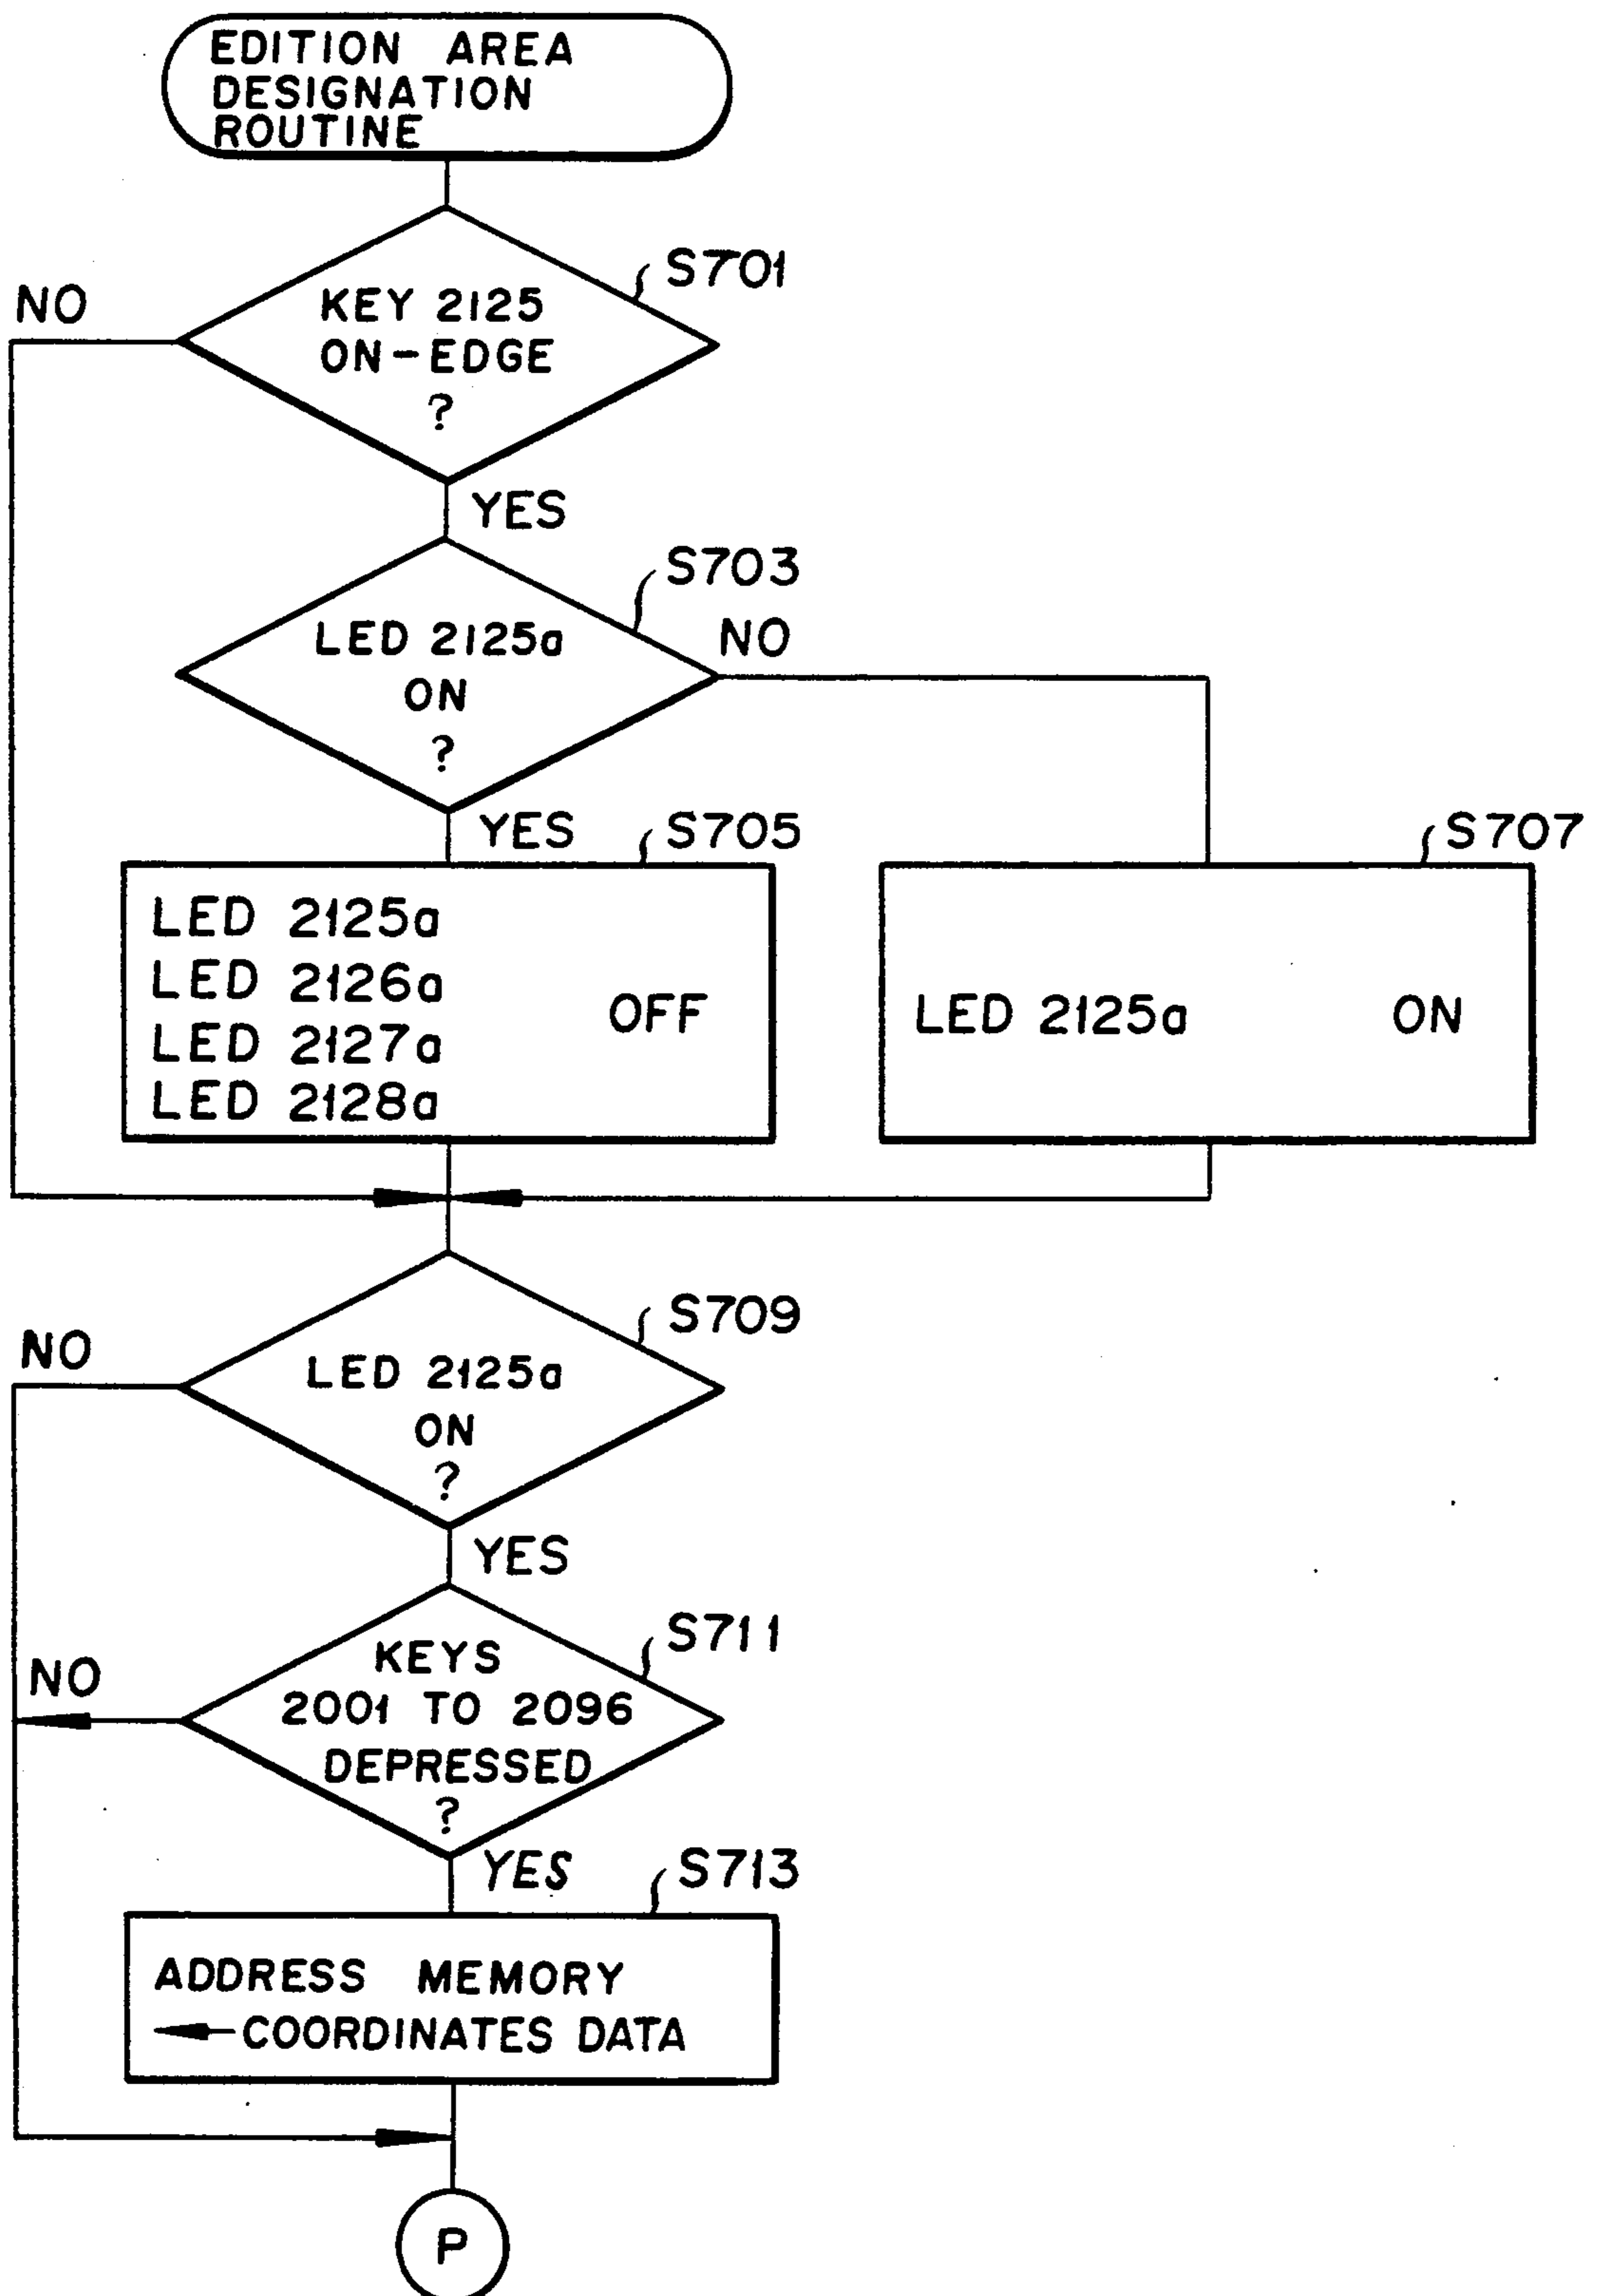 EDITION AREA
DESIGNATION
ROUTINE
S701
NO
KEY 2125
ON-EDGE
?
YES
S703
LED 2125a
NO
ON
?
YES
S705
S707
LED 2125a
LED 2126a
OFF
LED 2127a
LED 2128a
LED 2125a ON
S709
NO
LED 2125a
ON
?
YES
S711
KEYS
NO
2001 TO 2096
DEPRESSED
?
YES
S713
ADDRESS MEMORY
←COORDINATES DATA
P